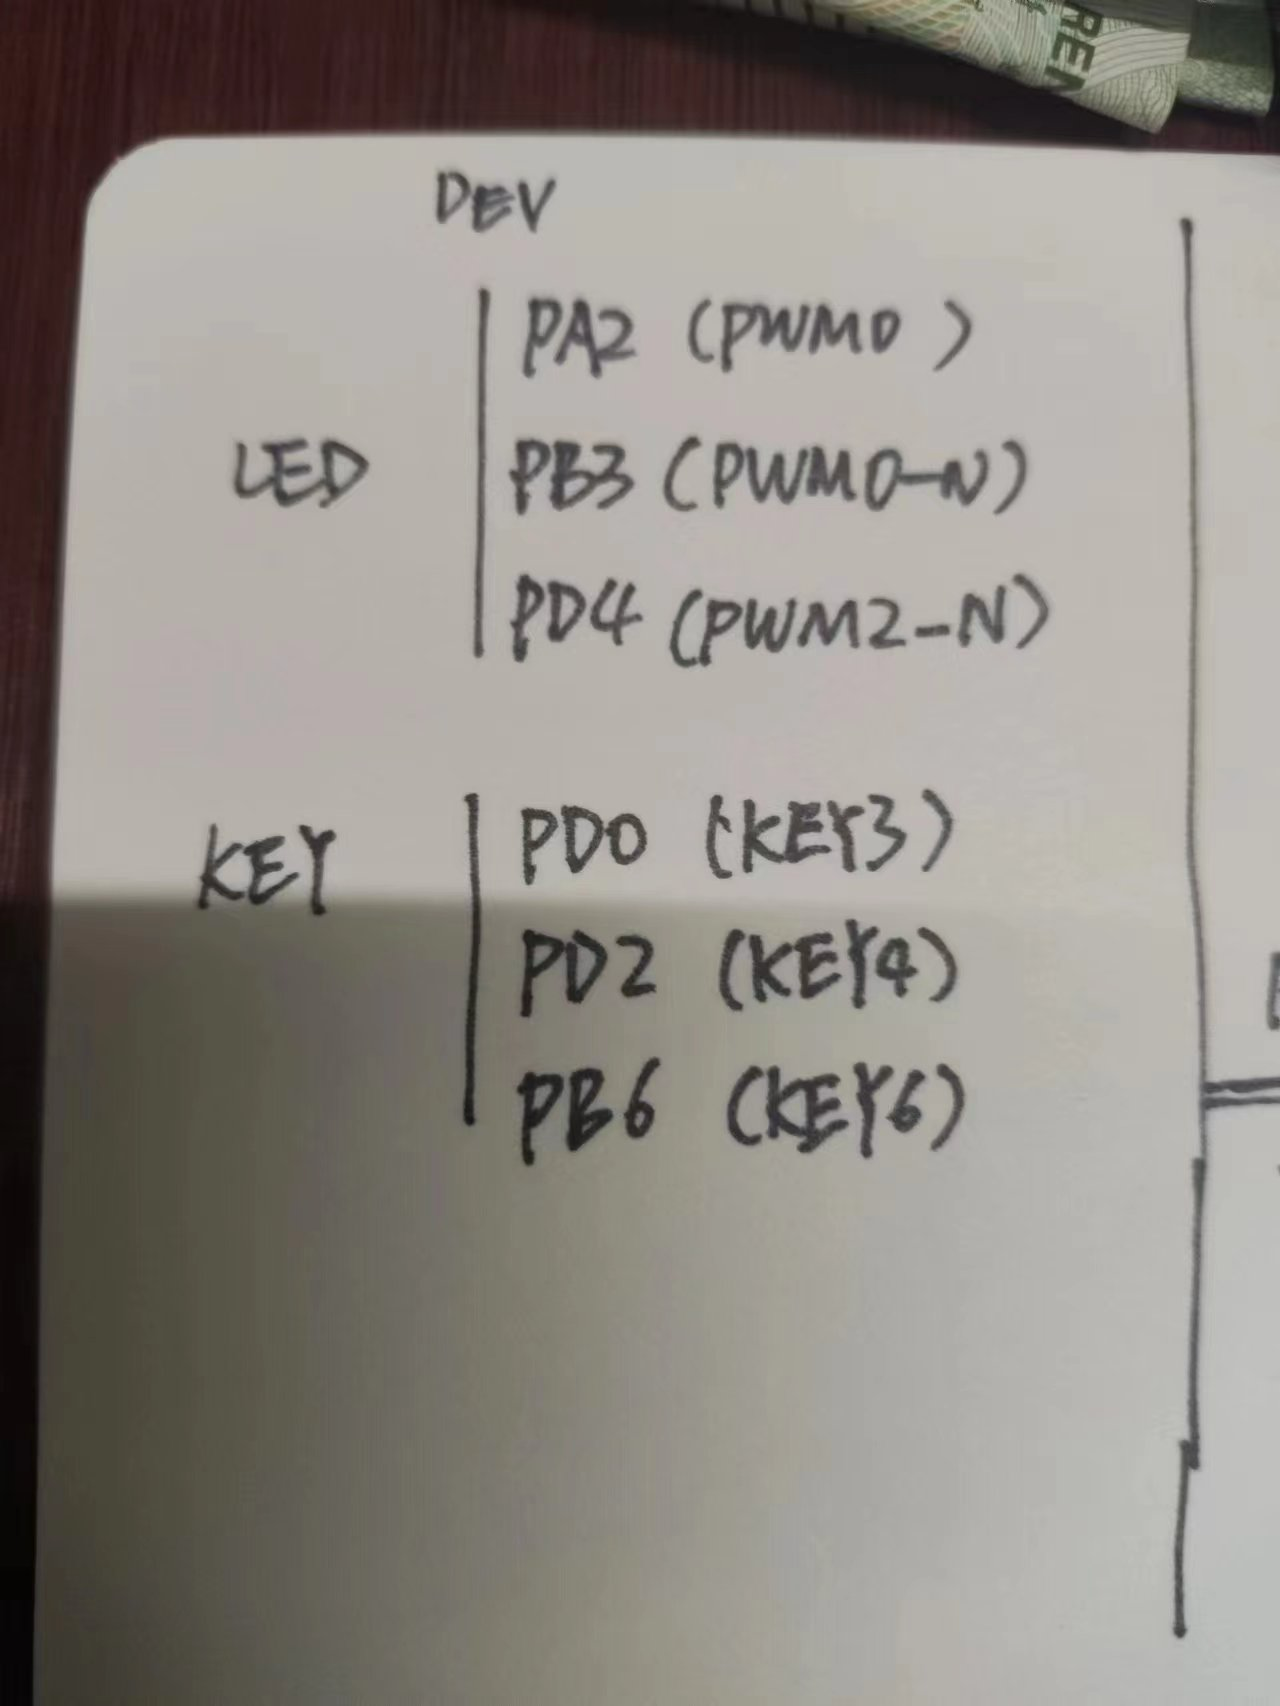 DEV
PA2 (PWM0)
LED
PB3 (PWM0-N)
PD4 (PWM2-N)
KEY
PD0 (KEY3)
PD2 (KEY4)
PB6 (KEY6)